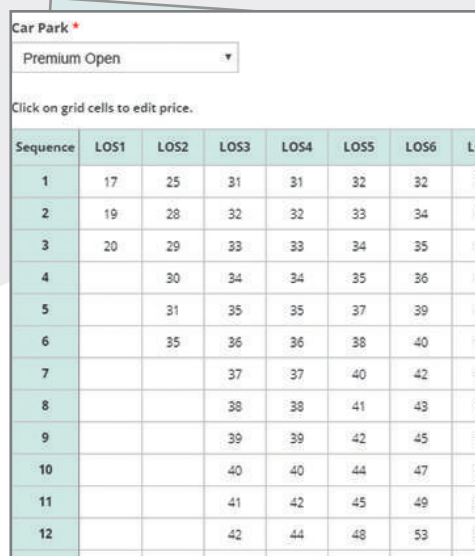 Car Park *
Premium Open
Click on grid cells to edit price.
Sequence LOS1 LOS2 LOS3 LOS4 LOS5 LOS6 L
1 17 25 31 31 32 32
2 19 28 32 32 33 34
3 20 29 33 33 34 35
4 30 34 34 35 36
5 31 35 35 37 39
6 35 36 36 38 40
7 37 37 40 42
8 38 38 41 43
9 39 39 42 45
10 40 40 44 47
11 41 42 45 49
12 42 44 48 53